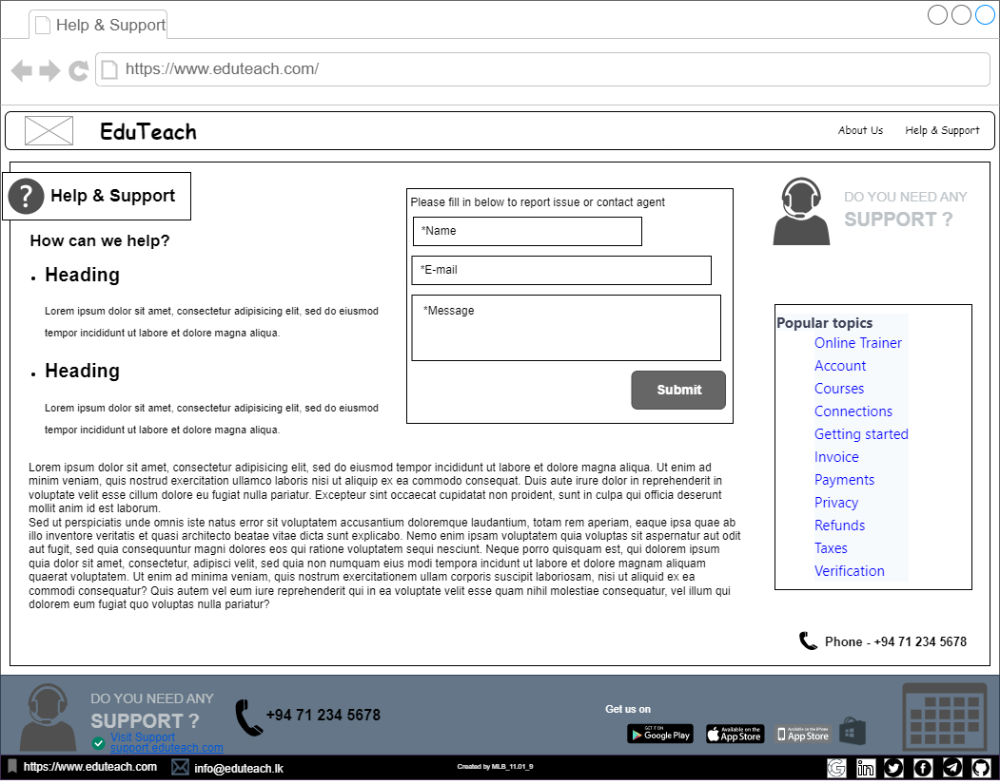 Help & Support
https://www.eduteach.com/
EduTeach
About Us
Help & Support
? Help & Support
How can we help?
• Heading
Lorem ipsum dolor sit amet, consectetur adipisicing elit, sed do eiusmod
tempor incididunt ut labore et dolore magna aliqua.
• Heading
Lorem ipsum dolor sit amet, consectetur adipisicing elit, sed do eiusmod
tempor incididunt ut labore et dolore magna aliqua.
Please fill in below to report issue or contact agent
*Name
*E-mail
*Message
Submit
DO YOU NEED ANY
SUPPORT ?
Popular topics
Online Trainer
Account
Courses
Connections
Getting started
Invoice
Payments
Privacy
Refunds
Taxes
Verification
Lorem ipsum dolor sit amet, consectetur adipisicing elit, sed do eiusmod tempor incididunt ut labore et dolore magna aliqua. Ut enim ad
minim veniam, quis nostrud exercitation ullamco laboris nisi ut aliquip ex ea commodo consequat. Duis aute irure dolor in reprehenderit in
voluptate velit esse cillum dolore eu fugiat nulla pariatur. Excepteur sint occaecat cupidatat non proident, sunt in culpa qui officia deserunt
mollit anim id est laborum.
Sed ut perspiciatis unde omnis iste natus error sit voluptatem accusantium doloremque laudantium, totam rem aperiam, eaque ipsa quae ab
illo inventore veritatis et quasi architecto beatae vitae dicta sunt explicabo. Nemo enim ipsam voluptatem quia voluptas sit aspernatur aut odit
aut fugit, sed quia consequuntur magni dolores eos qui ratione voluptatem sequi nesciunt. Neque porro quisquam est, qui dolorem ipsum
quia dolor sit amet, consectetur, adipisci velit, sed quia non numquam eius modi tempora incidunt ut labore et dolore magnam aliquam
quaerat voluptatem. Ut enim ad minima veniam, quis nostrum exercitationem ullam corporis suscipit laboriosam, nisi ut aliquid ex ea
commodi consequatur? Quis autem vel eum iure reprehenderit qui in ea voluptate velit esse quam nihil molestiae consequatur, vel illum qui
dolorem eum fugiat quo voluptas nulla pariatur?
Phone - +94 71 234 5678
DO YOU NEED ANY
SUPPORT ?
Visit Support
support.eduteach.com
+94 71 234 5678
Get us on
GET IT ON
Google Play
Available on the
App Store
Available on the iPhone
App Store
https://www.eduteach.com
info@eduteach.lk
Created by MLB_11.01_9